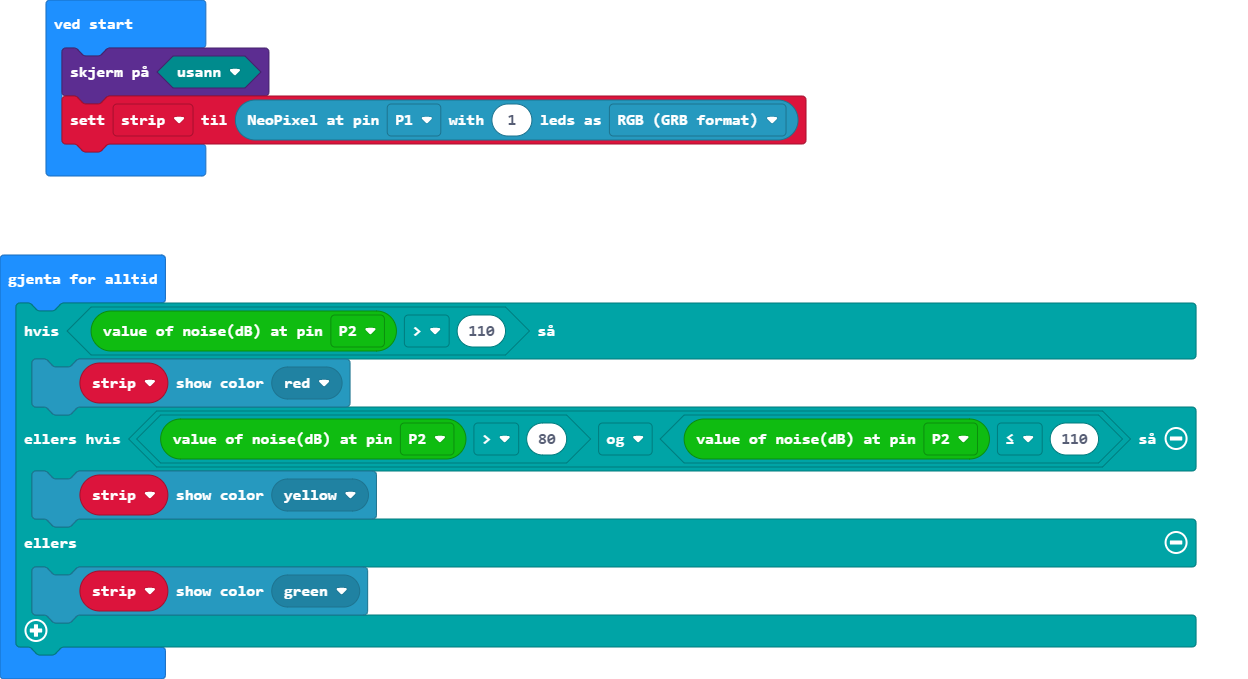 ved start
skjerm på usann
sett strip til NeoPixel at pin P1 with 1 leds as RGB (GRB format)
gjenta for alltid
hvis value of noise(dB) at pin P2 > 110 så
strip show color red
ellers hvis value of noise(dB) at pin P2 > 80 og value of noise(dB) at pin P2 ≤ 110 så
strip show color yellow
ellers
strip show color green